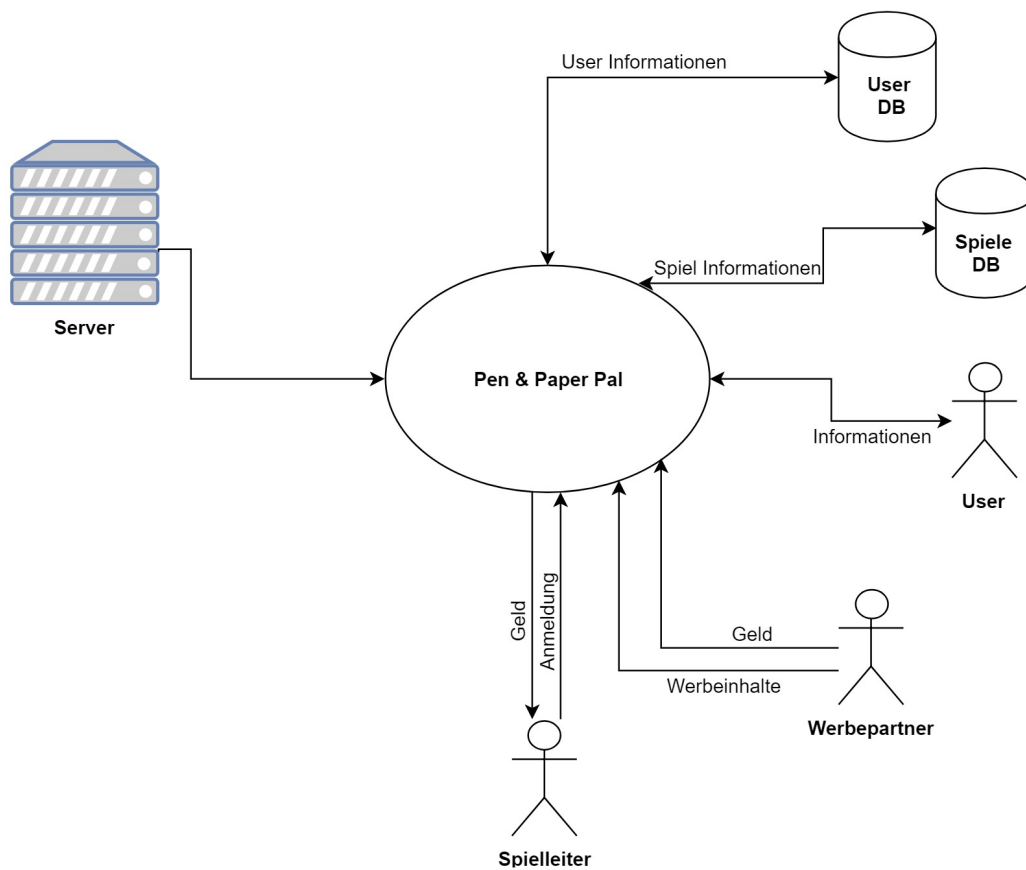 User Informationen
User
DB
Spiel Informationen
Spiele
DB
Server
Pen & Paper Pal
Informationen
User
Geld
Anmeldung
Geld
Werbeinhalte
Werbepartner
Spielleiter